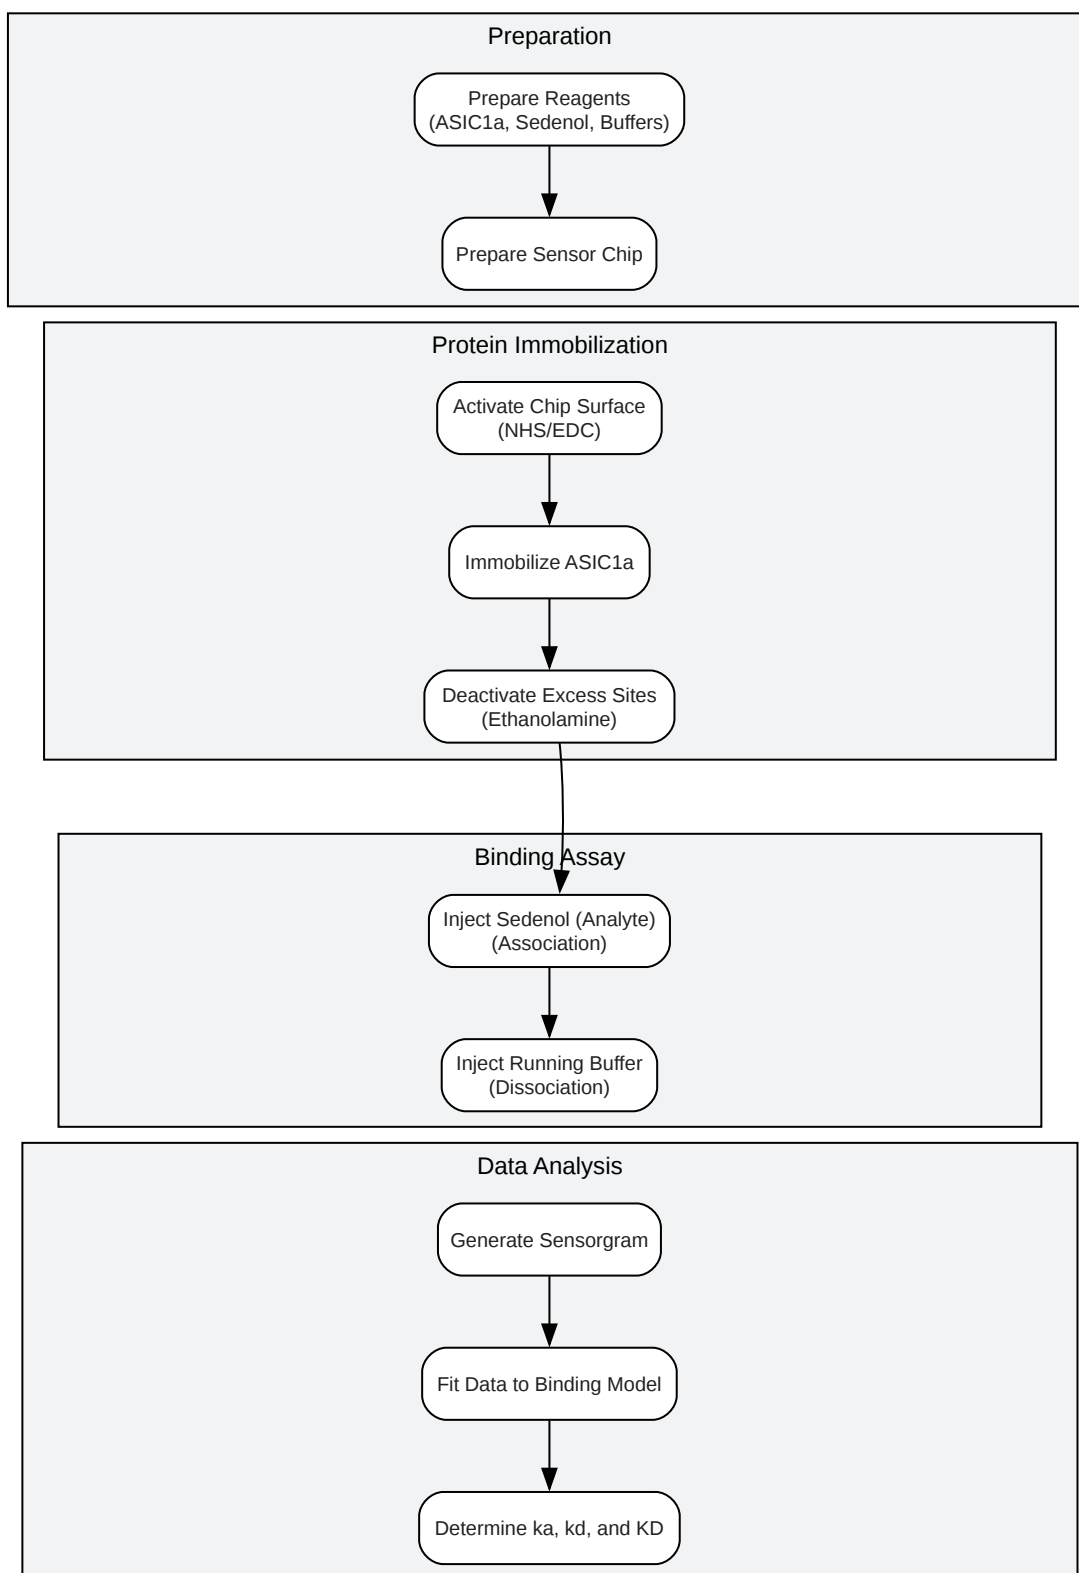 Preparation
Prepare Reagents
(ASIC1a, Sedenol, Buffers)
Prepare Sensor Chip
Protein Immobilization
Activate Chip Surface
(NHS/EDC)
Immobilize ASIC1a
Deactivate Excess Sites
(Ethanolamine)
Binding Assay
Inject Sedenol (Analyte)
(Association)
Inject Running Buffer
(Dissociation)
Data Analysis
Generate Sensorgram
Fit Data to Binding Model
Determine ka, kd, and KD